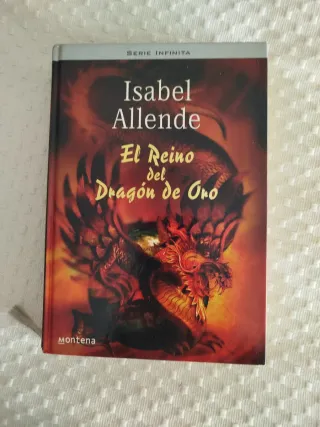 SERIE INFINITA
Isabel
Allende
El Reino
del
Dragón de Oro
Montena